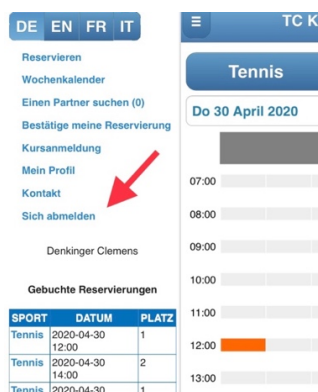 DE EN FR IT
Reservieren
Wochenkalender
Einen Partner suchen (0)
Bestätige meine Reservierung
Kursanmeldung
Mein Profil
Kontakt
Sich abmelden
Denkinger Clemens
Gebuchte Reservierungen
SPORT DATUM PLATZ
Tennis 2020-04-30 1
12:00
Tennis 2020-04-30 2
14:00
Tennis 2020-04-30 1
TC K
Tennis
Do 30 April 2020
07:00
08:00
09:00
10:00
11:00
12:00
13:00